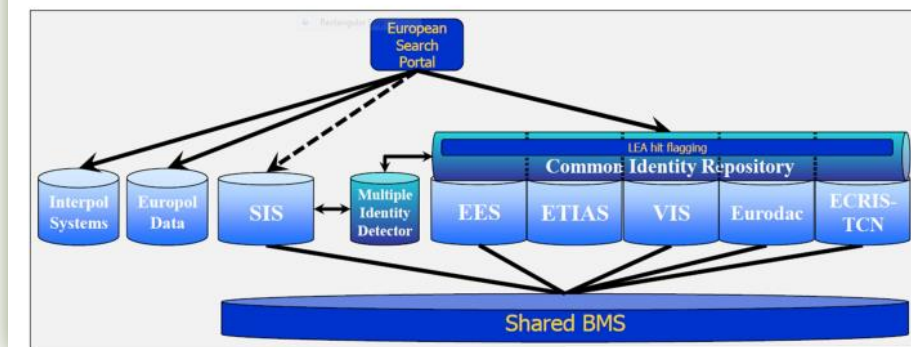 European
Search
Portal
LEA hit flagging
Common Identity Repository
Interpol
Systems
Europol
Data
SIS
Multiple
Identity
Detector
EES
ETIAS
VIS
Eurodac
ECRIS-
TCN
Shared BMS